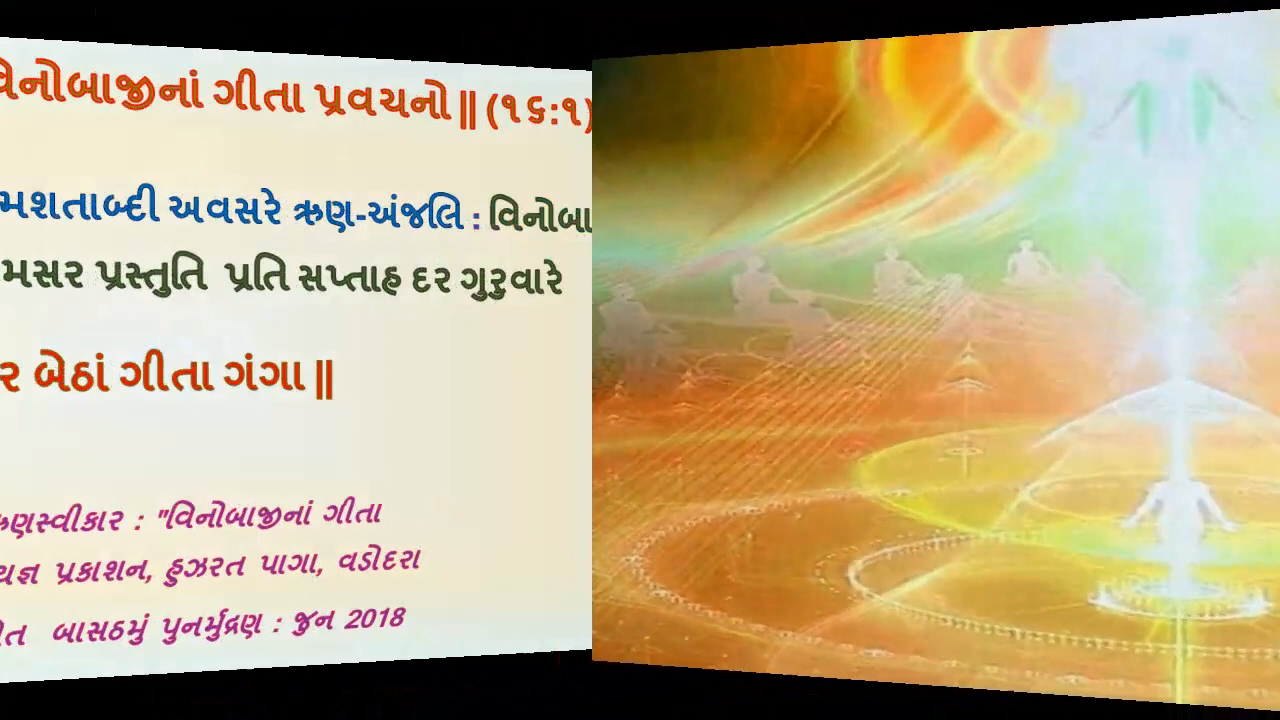 વિનોબાજીનાં ગીતા પ્રવચનો || (૧૬:૧)
મશતાબ્દી અવસરે ઋણ-અંજલિ : વિનોબા
મસર પ્રસ્તુતિ પ્રતિ સપ્તાહ દર ગુરુવારે
ર બેઠાં ગીતા ગંગા ||
ઋણસ્વીકાર : "વિનોબાજીનાં ગીતા
યજ્ઞ પ્રકાશન, હુઝરત પાગા, વડોદરા
બાસઠમું પુનર્મુદ્રણ : જુન 2018